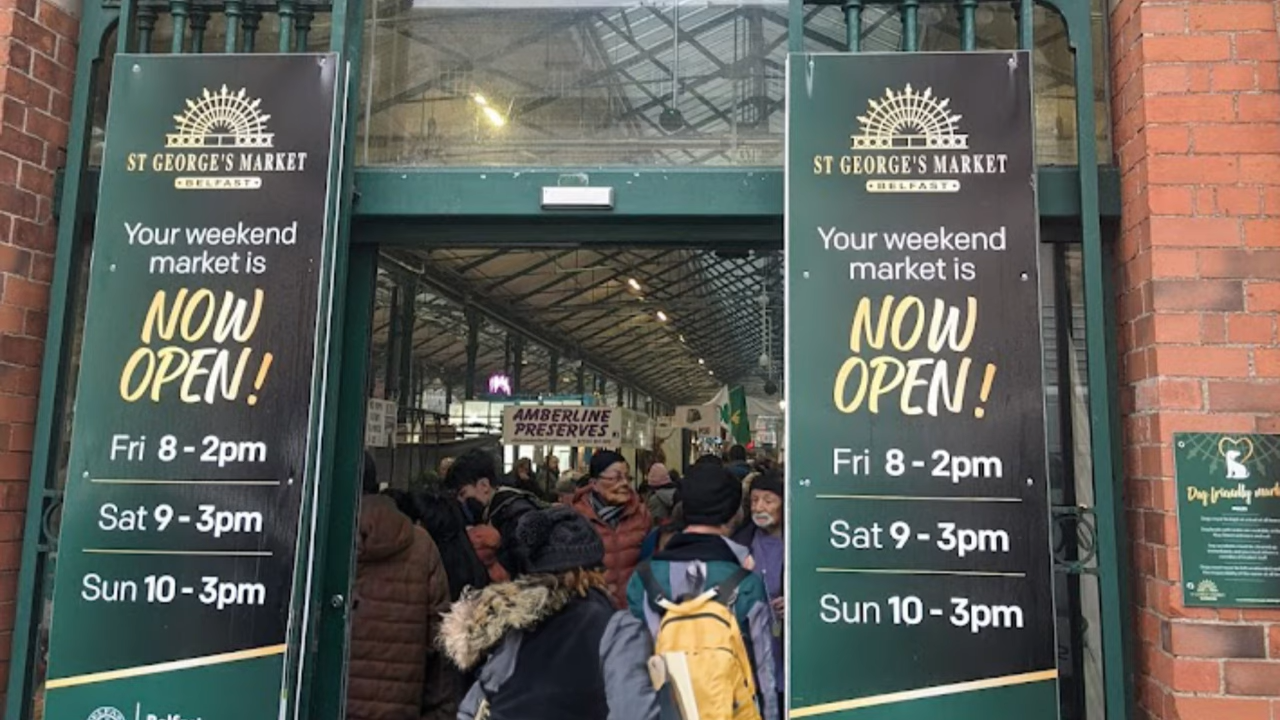 ST GEORGE'S MARKET
BELFAST
Your weekend
market is
NOW
OPEN!
Fri 8 - 2pm
Sat 9 - 3pm
Sun 10 - 3pm
AMBERLINE
PRESERVES
ST GEORGE'S MARKET
BELFAST
Your weekend
market is
NOW
OPEN!
Fri 8 - 2pm
Sat 9 - 3pm
Sun 10 - 3pm
Dog friendly